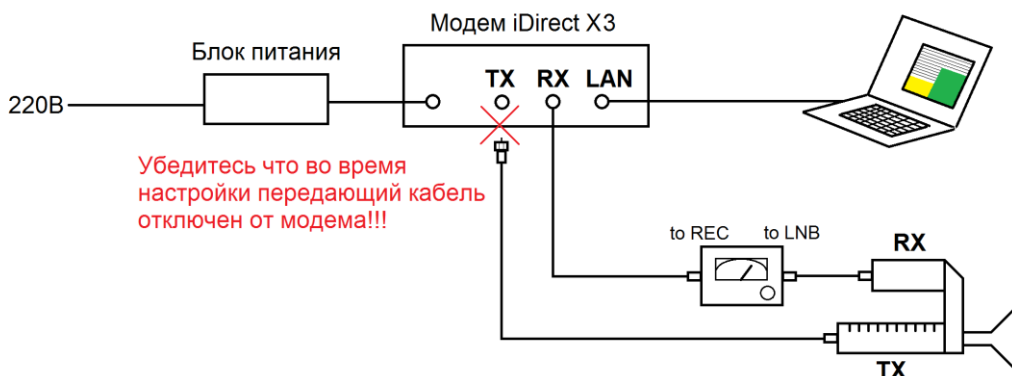 Модем iDirect X3
Блок питания
TX RX LAN
220В
Убедитесь что во время
настройки передающий кабель
отключен от модема!!!
to REC to LNB
RX
TX